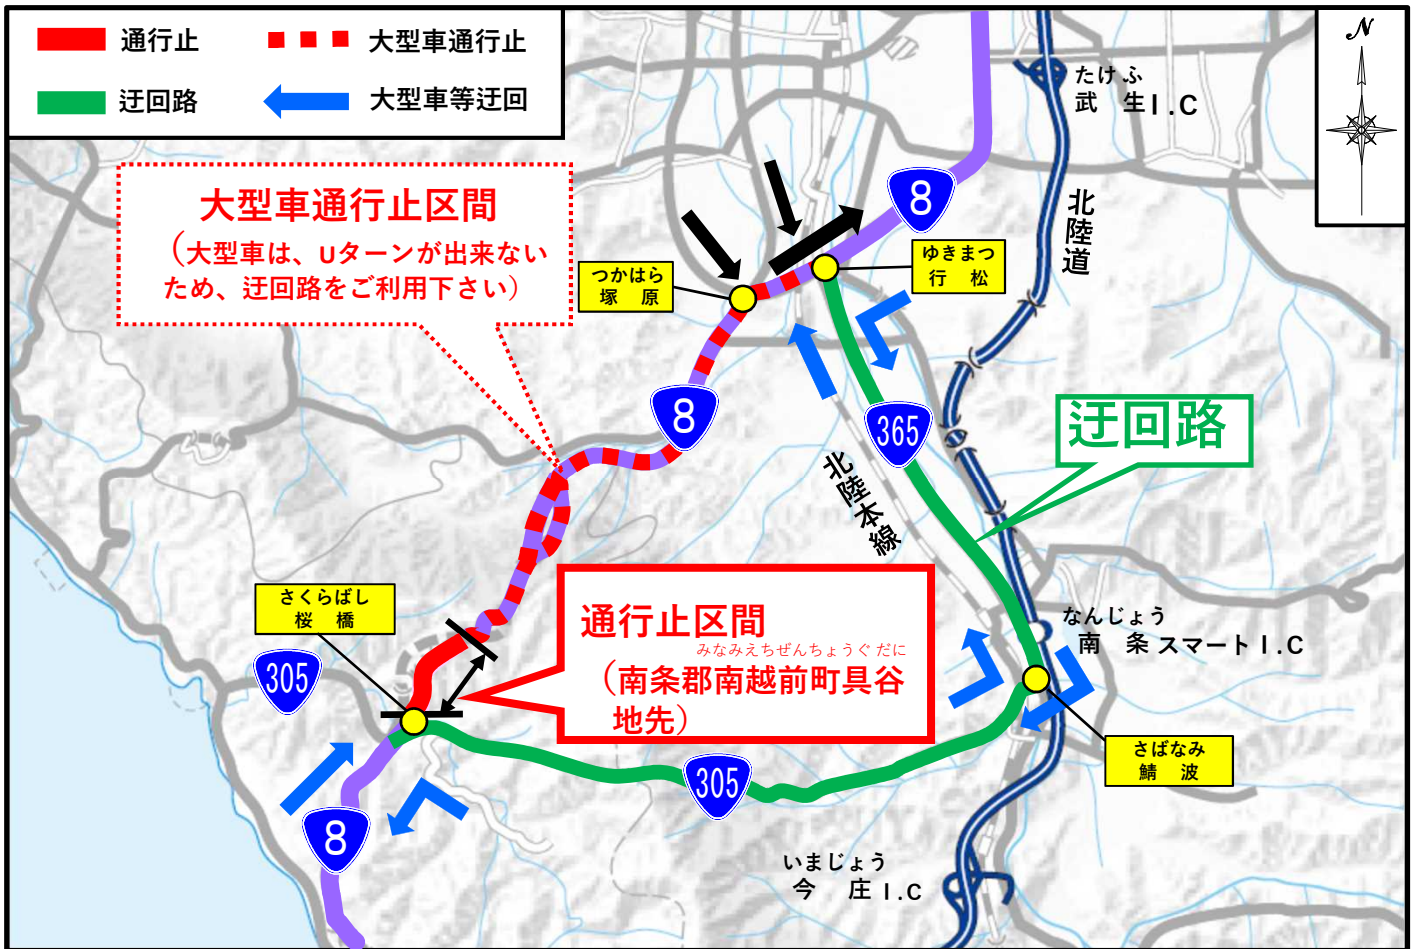 通行止
大型車通行止
迂回路
大型車等迂回
N
たけふ
武生I.C
大型車通行止区間
(大型車は、Uターンが出来ない
ため、迂回路をご利用下さい)
8
北陸道
つかはら
塚原
ゆきまつ
行松
8
365
迂回路
北陸本線
さくらばし
桜橋
305
通行止区間
みなみえちぜんちょうぐだに
(南条郡南越前町具谷
地先)
なんじょう
南条スマートI.C
さばなみ
鯖波
305
8
いまじょう
今庄I.C